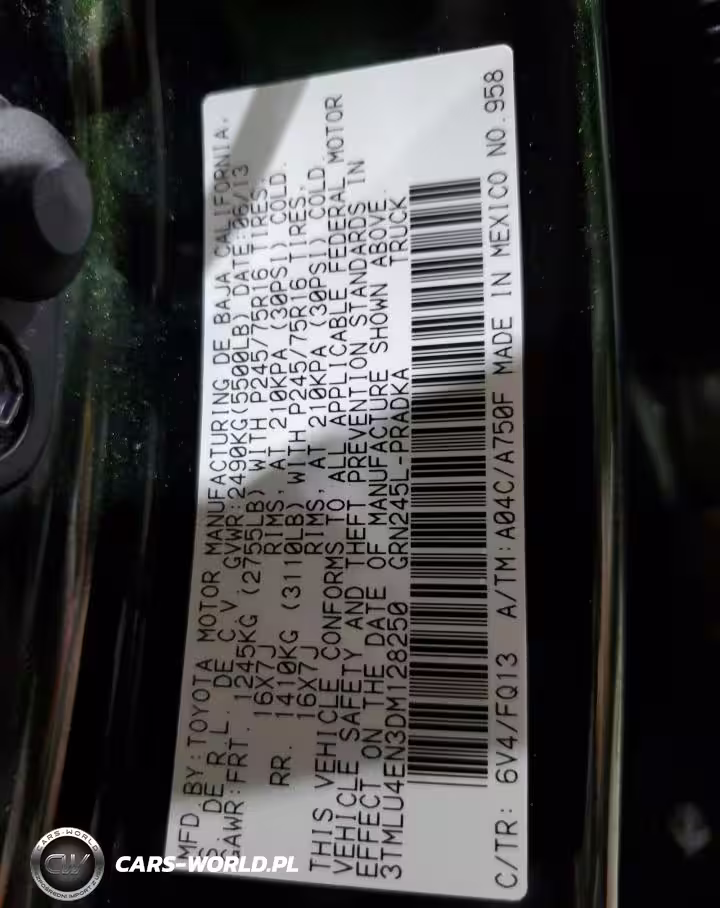 MFD. BY: TOYOTA MOTOR MANUFACTURING DE BAJA CALIFORNIA,
S DE R.L. DE C.V. GVWR: 2490KG(5500LB) DATE: 06/13
GAWR:FRT. 1245KG (2755LB) WITH P245/75R16 TIRES,
16X7J RIMS, AT 210KPA (30PSI) COLD.
RR. 1410KG (3110LB) WITH P245/75R16 TIRES,
16X7J RIMS, AT 210KPA (30PSI) COLD.
THIS VEHICLE CONFORMS TO ALL APPLICABLE FEDERAL MOTOR
VEHICLE SAFETY AND THEFT PREVENTION STANDARDS IN
EFFECT ON THE DATE OF MANUFACTURE SHOWN ABOVE.
3TMLU4EN3DM128250 GRN245L-PRADKA TRUCK
C/TR: 6V4/FQ13 A/TM: A04C/A750F MADE IN MEXICO NO. 958
CARS-WORLD.PL
CARS-WORLD
CW